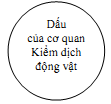 Dấu
của cơ quan
Kiểm dịch
động vật